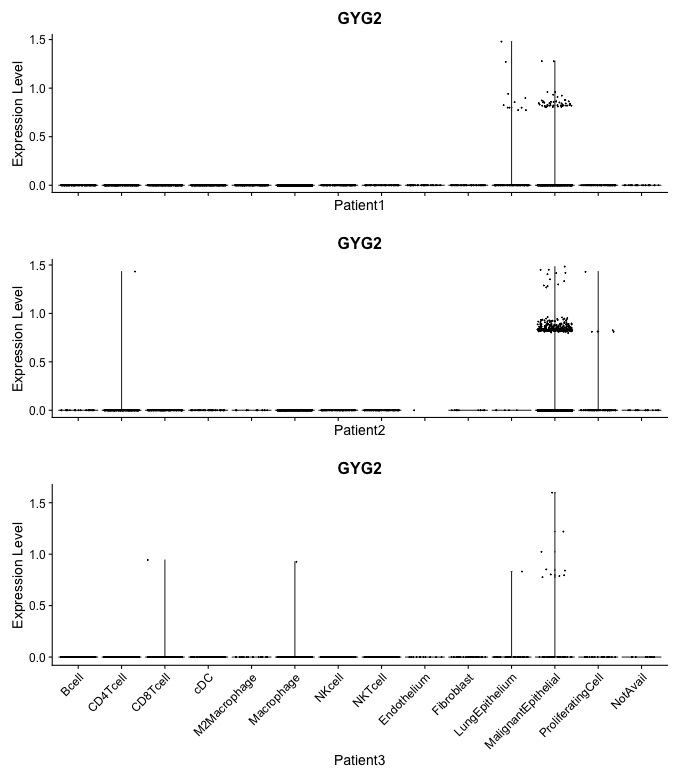 GYG2
Expression Level
1.5
1.0
0.5
0.0
Patient1
GYG2
Expression Level
1.5
1.0
0.5
0.0
Patient2
GYG2
Expression Level
1.5
1.0
0.5
0.0
Bcell
CD4Tcell
CD8Tcell
cDC
M2Macrophage
Macrophage
NKcell
NKTcell
Endothelium
Fibroblast
LungEpithelium
MalignantEpithelial
ProliferatingCell
NotAvail
Patient3